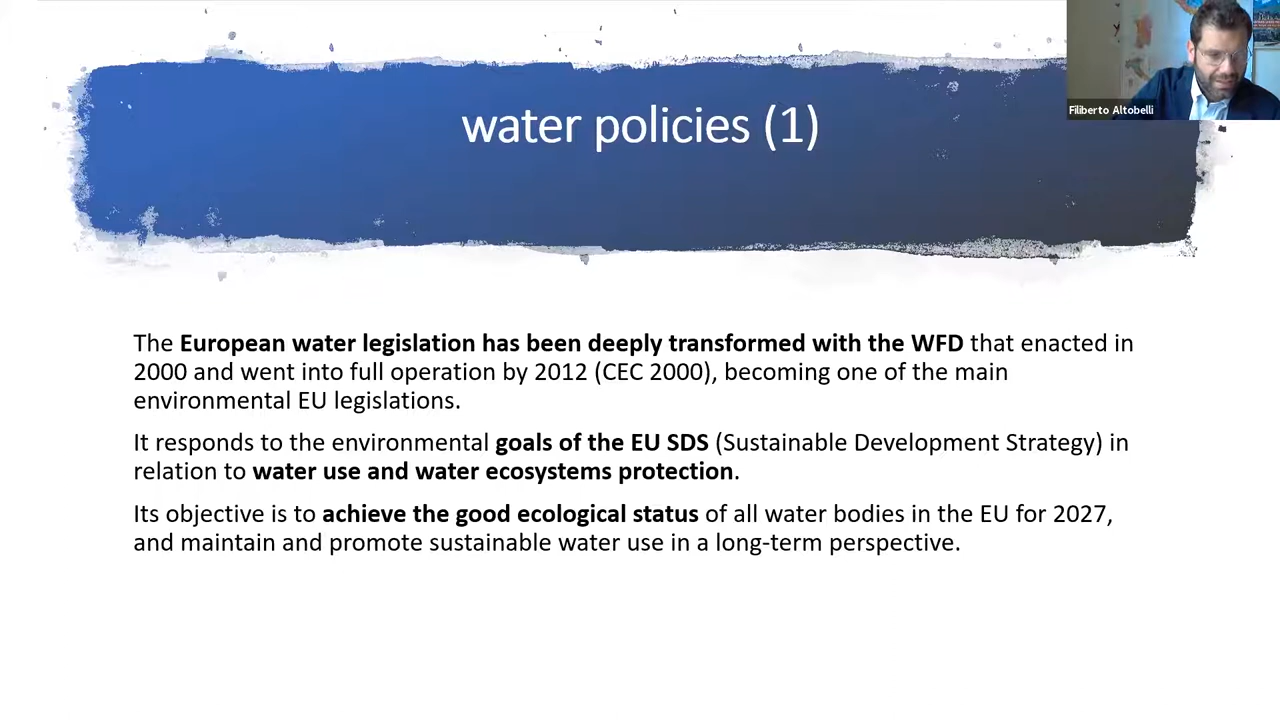 water policies (1)
Filiberto Altobelli
The European water legislation has been deeply transformed with the WFD that enacted in
2000 and went into full operation by 2012 (CEC 2000), becoming one of the main
environmental EU legislations.
It responds to the environmental goals of the EU SDS (Sustainable Development Strategy) in
relation to water use and water ecosystems protection.
Its objective is to achieve the good ecological status of all water bodies in the EU for 2027,
and maintain and promote sustainable water use in a long-term perspective.